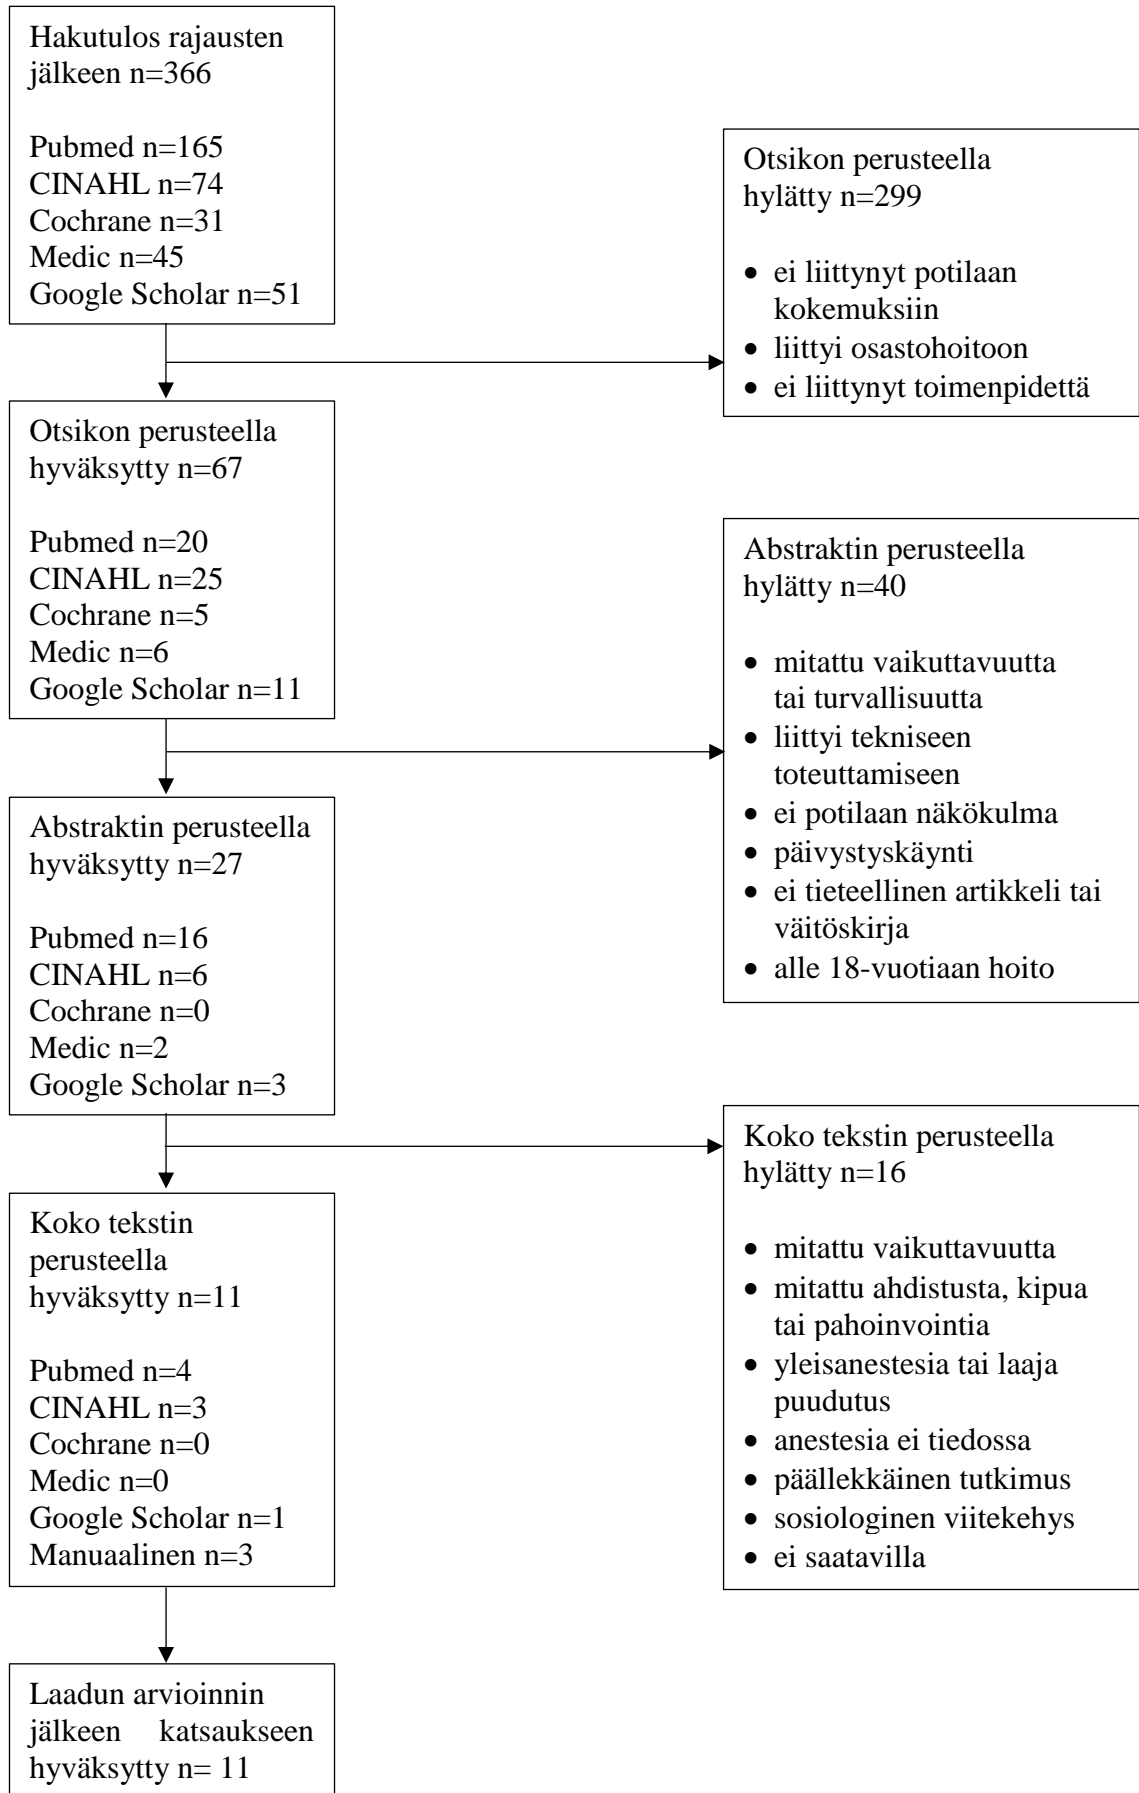 Hakutulos rajausten
jälkeen n=366
Pubmed n=165
CINAHL n=74
Cochrane n=31
Medic n=45
Google Scholar n=51
Otsikon perusteella
hylätty n=299
• ei liittynyt potilaan
kokemuksiin
• liittyi osastohoitoon
• ei liittynyt toimenpidettä
Otsikon perusteella
hyväksytty n=67
Pubmed n=20
CINAHL n=25
Cochrane n=5
Medic n=6
Google Scholar n=11
Abstraktin perusteella
hylätty n=40
• mitattu vaikuttavuutta
tai turvallisuutta
• liittyi tekniseen
toteuttamiseen
• ei potilaan näkökulma
• päivystyskäynti
• ei tieteellinen artikkeli tai
väitöskirja
• alle 18-vuotiaan hoito
Abstraktin perusteella
hyväksytty n=27
Pubmed n=16
CINAHL n=6
Cochrane n=0
Medic n=2
Google Scholar n=3
Koko tekstin perusteella
hylätty n=16
• mitattu vaikuttavuutta
• mitattu ahdistusta, kipua
tai pahoinvointia
• yleisanestesia tai laaja
puudutus
• anestesia ei tiedossa
• päällekkäinen tutkimus
• sosiologinen viitekehys
• ei saatavilla
Koko tekstin
perusteella
hyväksytty n=11
Pubmed n=4
CINAHL n=3
Cochrane n=0
Medic n=0
Google Scholar n=1
Manuaalinen n=3
Laadun arvioinnin
jälkeen katsaukseen
hyväksytty n= 11